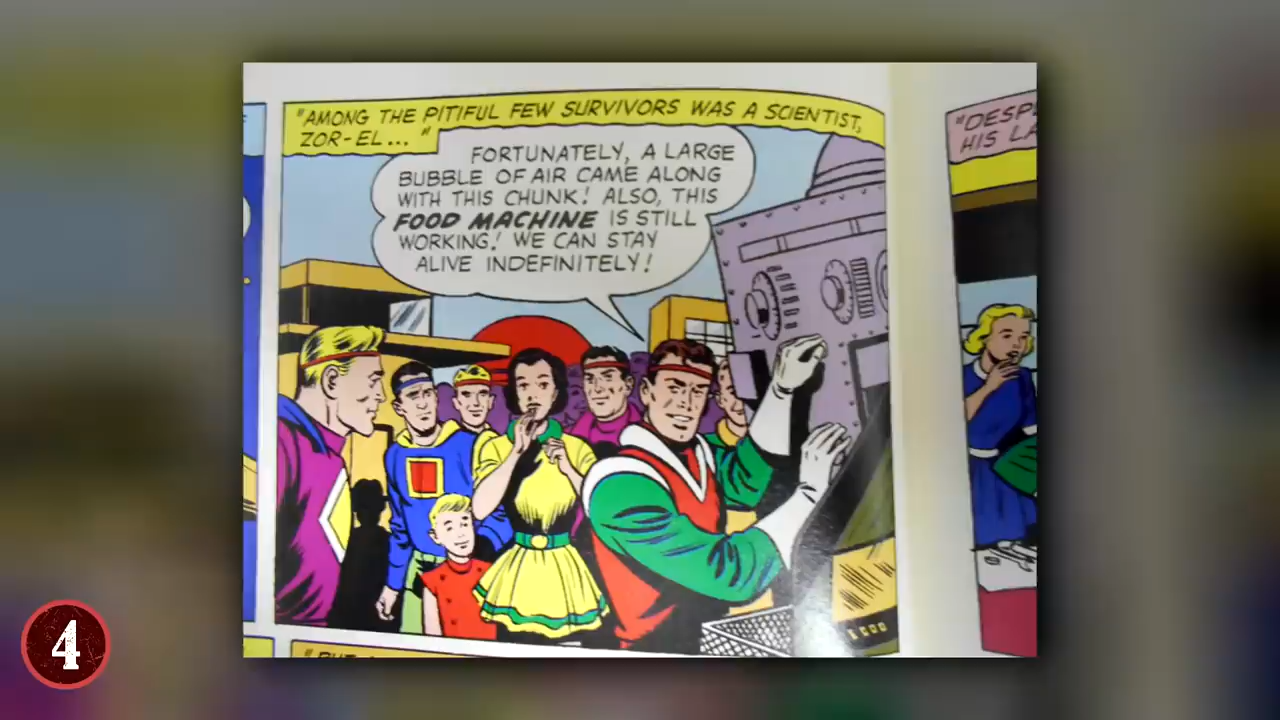 "AMONG THE PITIFUL FEW SURVIVORS WAS A SCIENTIST,
ZOR-EL... "
FORTUNATELY, A LARGE
BUBBLE OF AIR CAME ALONG
WITH THIS CHUNK! ALSO, THIS
FOOD MACHINE IS STILL
WORKING! WE CAN STAY
ALIVE INDEFINITELY!
HIS
4